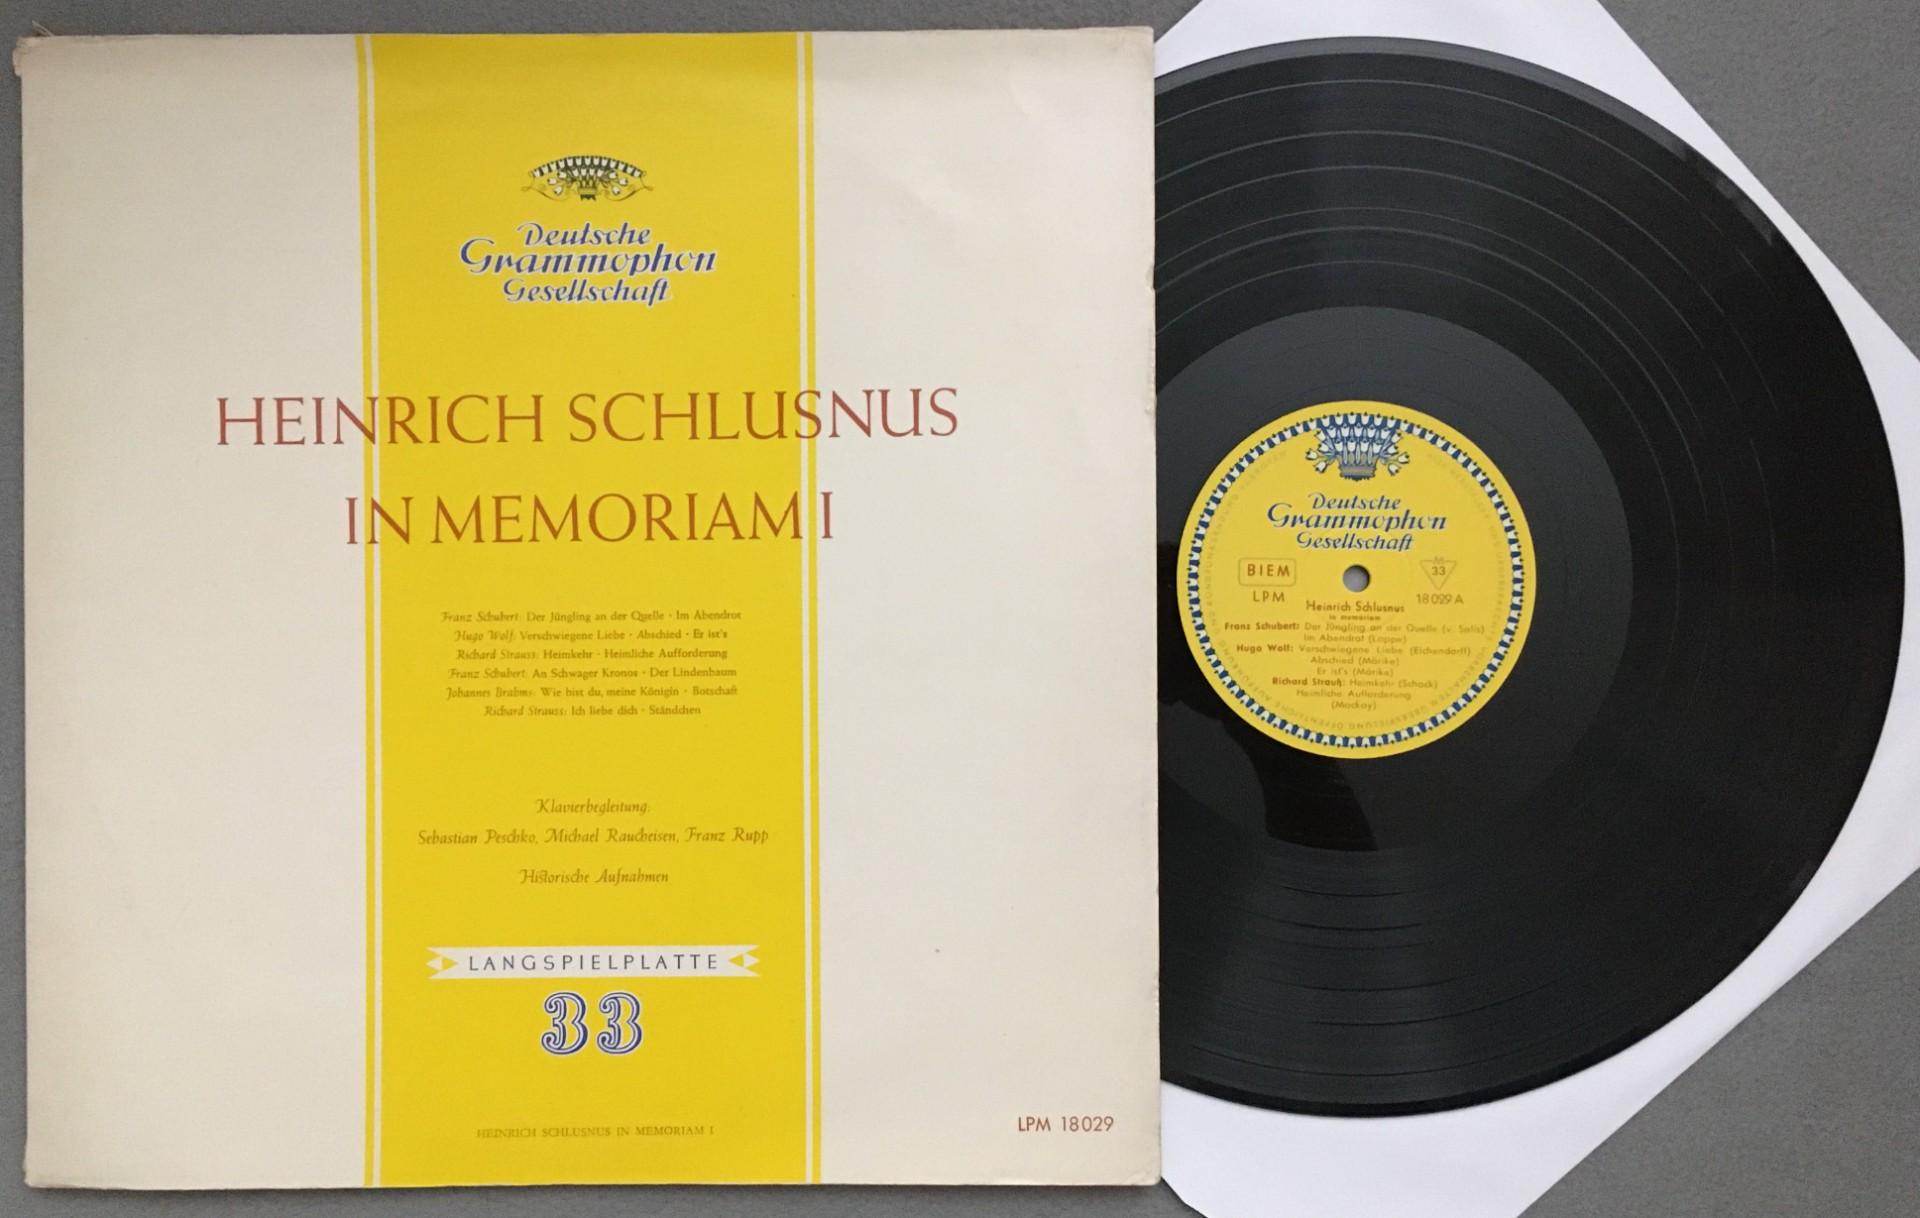 Deutsche
Grammophon
Gesellschaft
HEINRICH SCHLUSNUS
IN MEMORIAM I
Franz Schubert: Der Jüngling an der Quelle · Im Abendrot
Hugo Wolf: Verschwiegene Liebe · Abschied · Er ist's
Richard Strauss: Heimkehr · Heimliche Aufforderung
Franz Schubert: An Schwager Kronos · Der Lindenbaum
Johannes Brahms: Wie bist du, meine Königin · Botschaft
Richard Strauss: Ich liebe dich · Ständchen
Klavierbegleitung:
Sebastian Peschko, Michael Raucheisen, Franz Rupp
Historische Aufnahmen
LANGSPIELPLATTE
33
HEINRICH SCHLUSNUS IN MEMORIAM I
LPM 18029
Deutsche
Grammophon
Gesellschaft
BIEM
M
33
LPM
18029 A
Heinrich Schlusnus
in memoriam
Franz Schubert: Der Jüngling an der Quelle (v. Salis)
Im Abendrot (Lappe)
Hugo Wolf: Verschwiegene Liebe (Eichendorff)
Abschied (Mörike)
Er ist's (Mörike)
Richard Strauß: Heimkehr (Schack)
Heimliche Aufforderung
(Mackay)